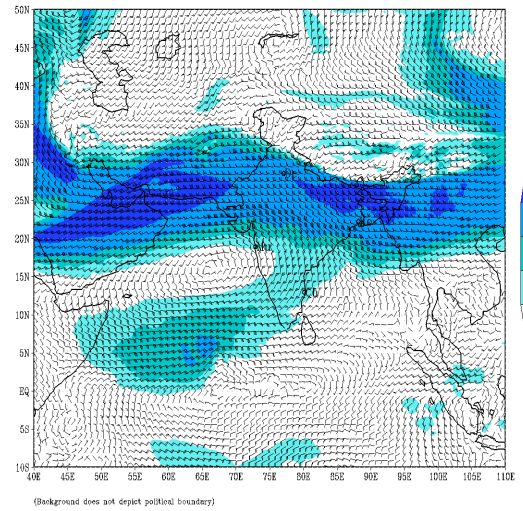 50N
45N
40N
35N
30N
25N
20N
15N
10N
5N
EQ
5S
10S
40E 45E 50E 55E 60E 65E 70E 75E 80E 85E 90E 95E 100E 105E 110E
(Background does not depict political boundary)